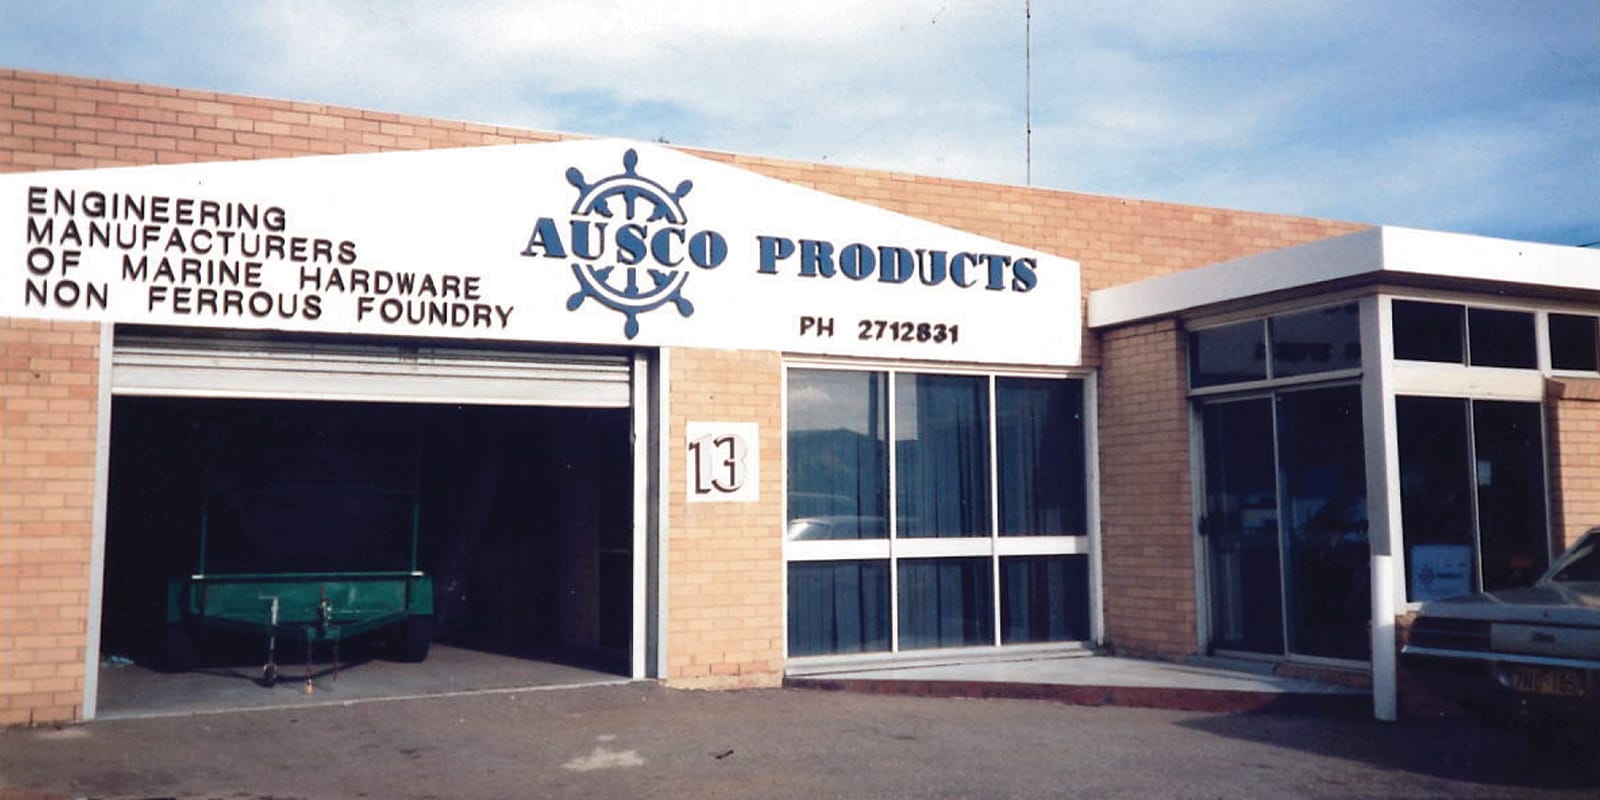 ENGINEERING
MANUFACTURERS
OF MARINE HARDWARE
NON FERROUS FOUNDRY
AUSCO PRODUCTS
PH 2712831
13